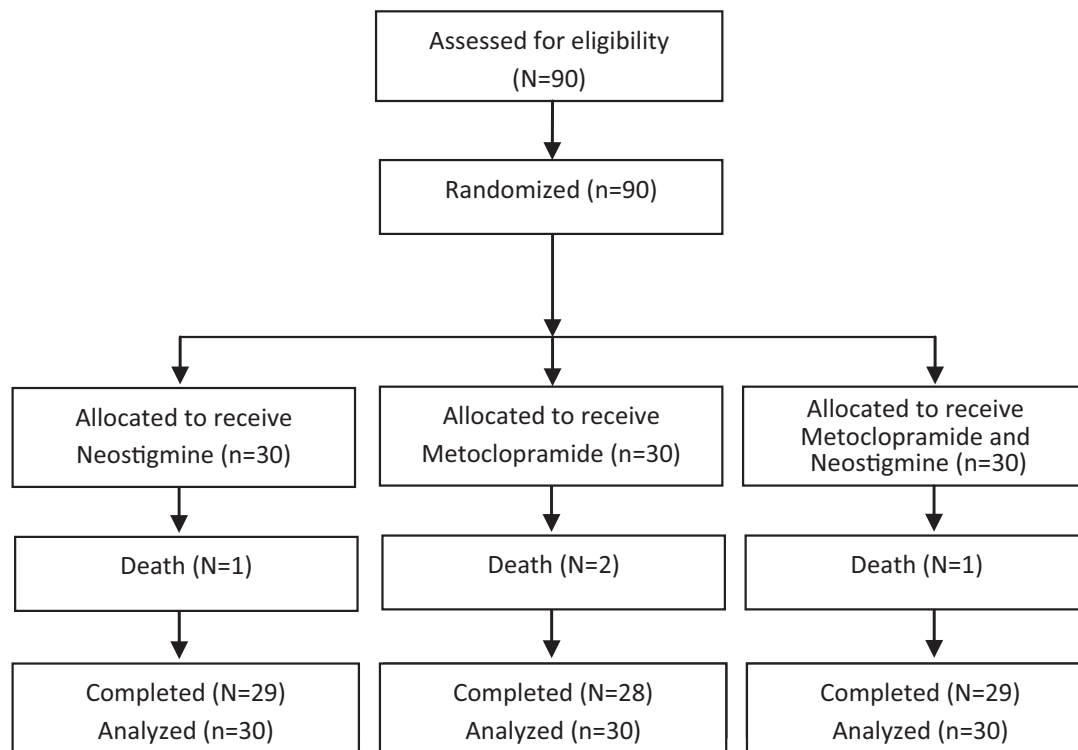 Assessed for eligibility
(N=90)
Randomized (n=90)
Allocated to receive
Neostigmine (n=30)
Allocated to receive
Metoclopramide (n=30)
Allocated to receive
Metoclopramide and
Neostigmine (n=30)
Death (N=1)
Death (N=2)
Death (N=1)
Completed (N=29)
Analyzed (n=30)
Completed (N=28)
Analyzed (n=30)
Completed (N=29)
Analyzed (n=30)